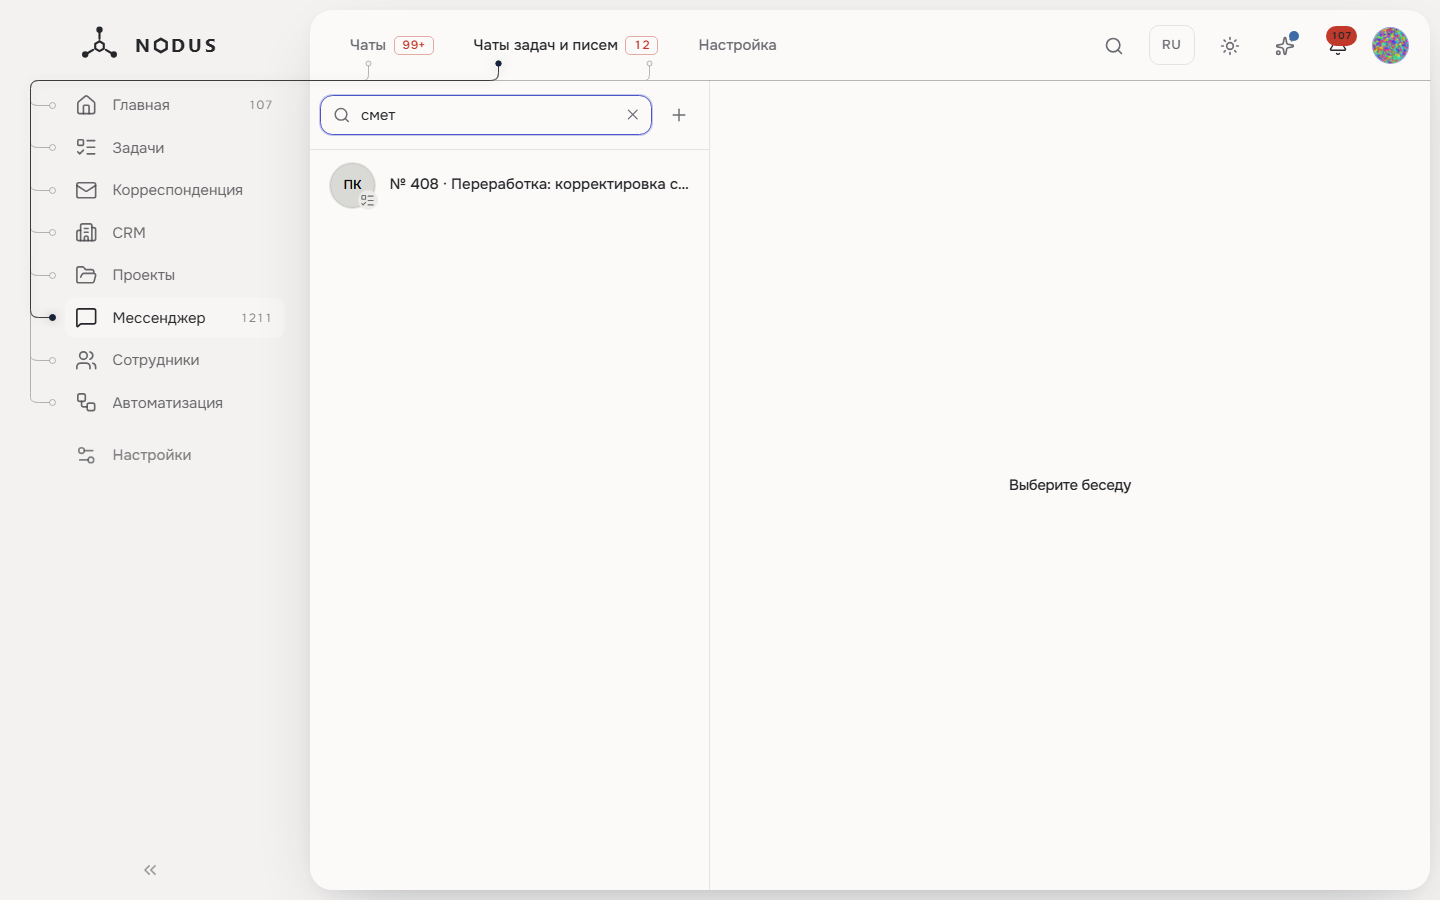 NODUS
Чаты 99+ Чаты задач и писем 12 Настройка
RU
107
Главная 107
Задачи
Корреспонденция
CRM
Проекты
Мессенджер 1211
Сотрудники
Автоматизация
Настройки
смет
ПК № 408 · Переработка: корректировка с...
Выберите беседу